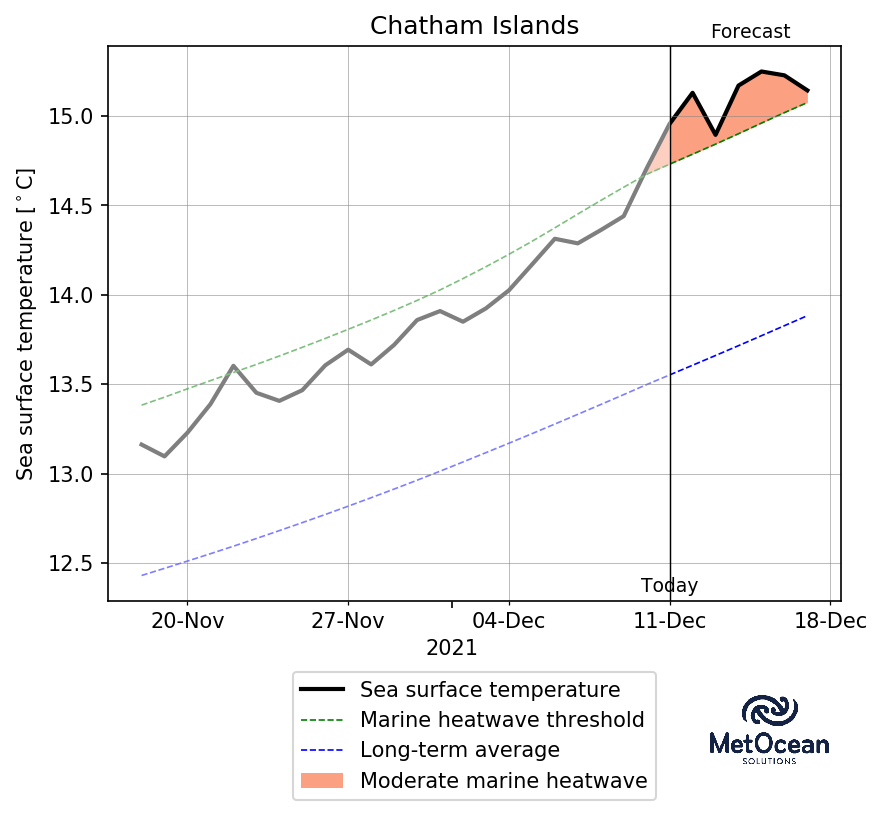 Chatham Islands
Forecast
Sea surface temperature [°C]
15.0
14.5
14.0
13.5
13.0
12.5
Today
20-Nov 27-Nov 04-Dec 11-Dec 18-Dec
2021
Sea surface temperature
Marine heatwave threshold
Long-term average
Moderate marine heatwave
MetOcean
SOLUTIONS